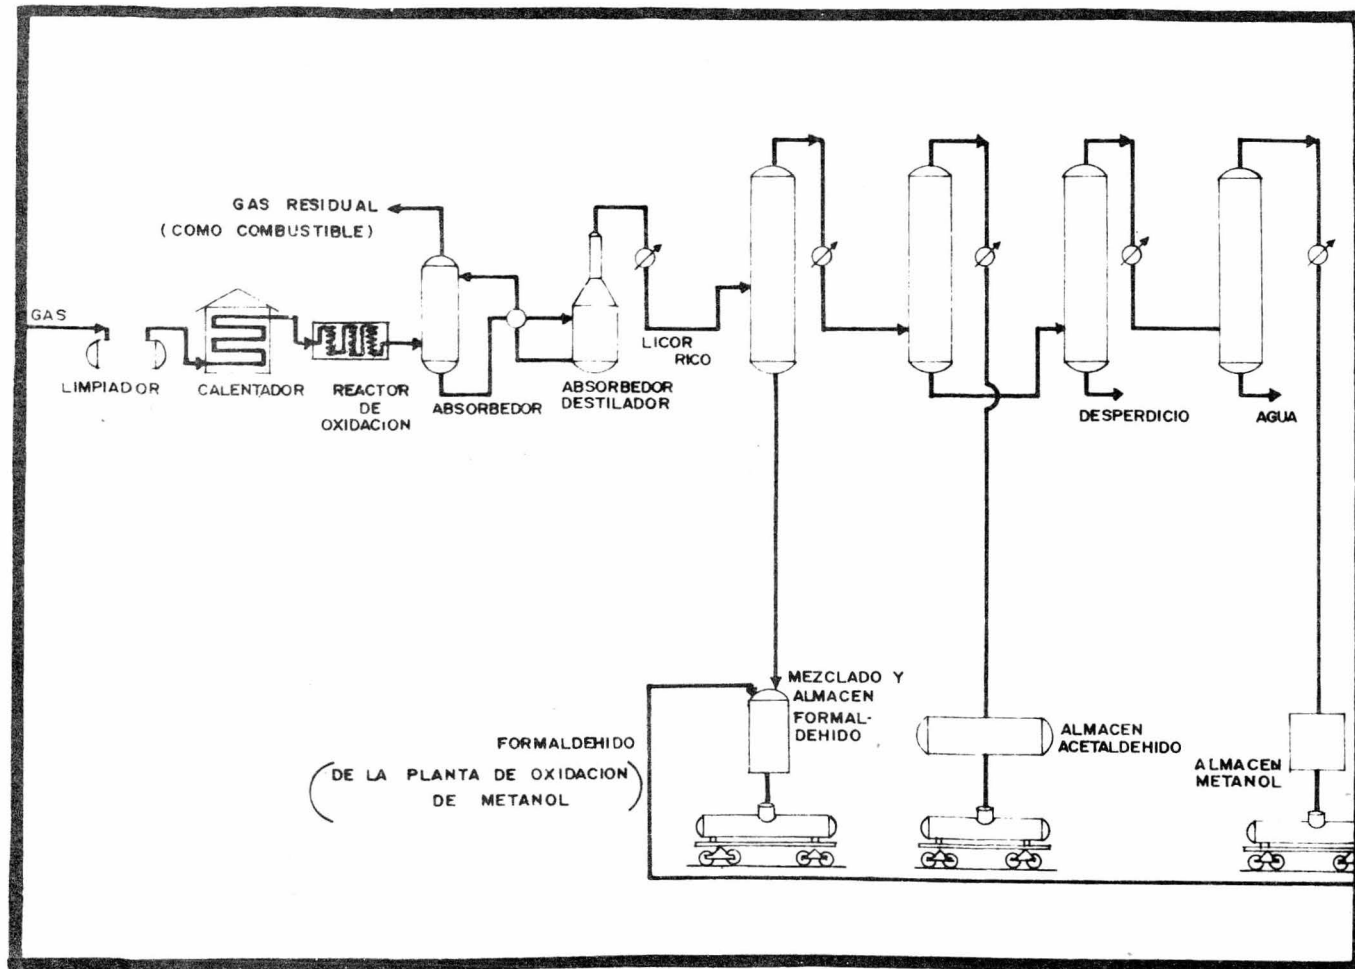 GAS RESIDUAL
(COMO COMBUSTIBLE)
GAS
LIMPIADOR
CALENTADOR
REACTOR
DE
OXIDACION
ABSORBEDOR
ABSORBEDOR
DESTILADOR
LICOR
RICO
DESPERDICIO
AGUA
MEZCLADO Y
ALMACEN
FORMAL-
DEHIDO
FORMALDEHIDO
(DE LA PLANTA DE OXIDACION
DE METANOL)
ALMACEN
ACETALDEHIDO
ALMACEN
METANOL